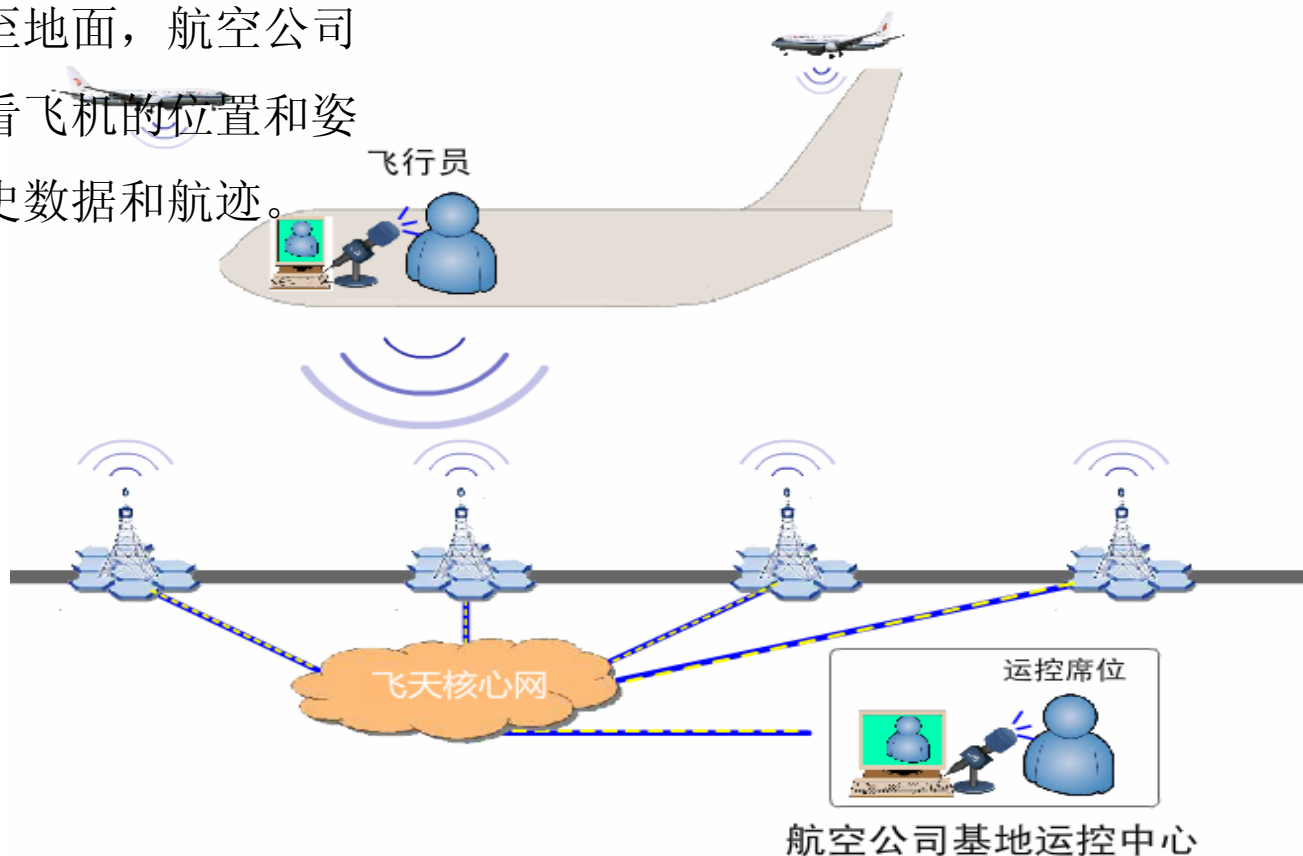 至地面，航空公司
看飞机的位置和姿
史数据和航迹。
飞行员
飞天核心网
运控席位
航空公司基地运控中心